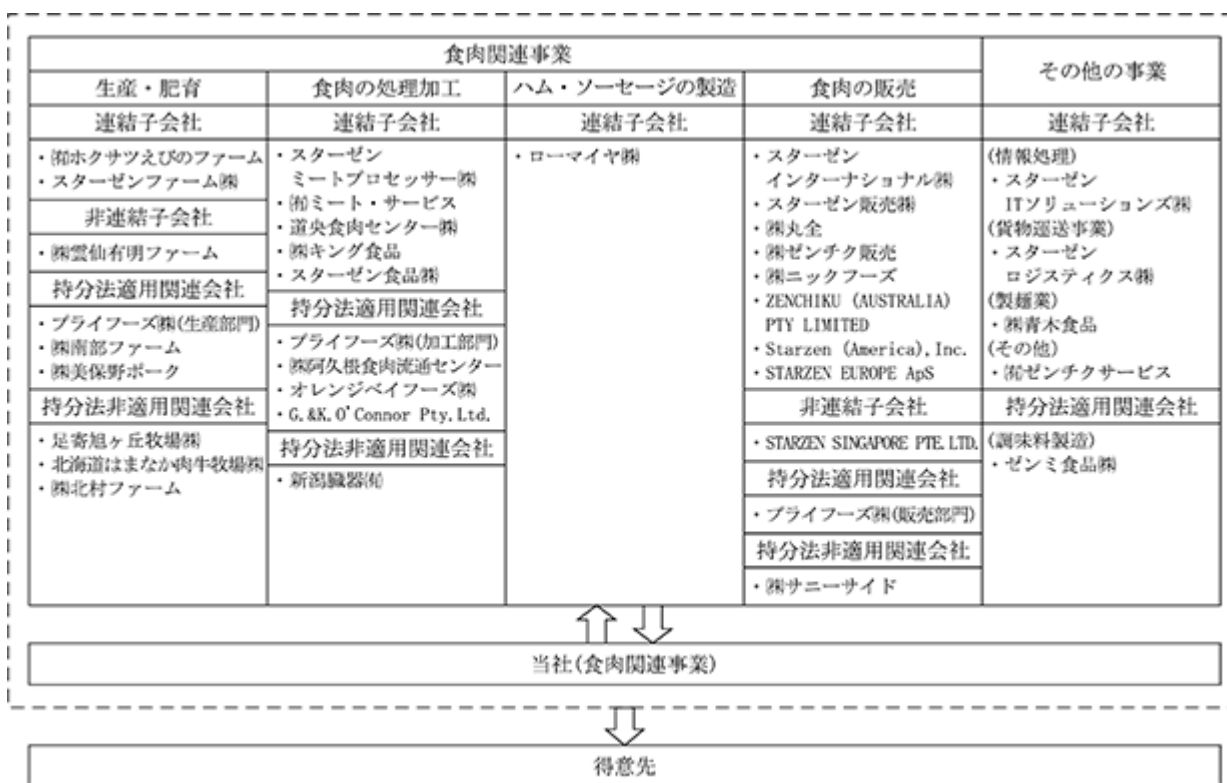 食肉関連事業
その他の事業
生産・肥育
食肉の処理加工
ハム・ソーセージの製造
食肉の販売
連結子会社
・㈲ホクサツえびのファーム
・スターゼンファーム㈱
非連結子会社
・㈱雲仙有明ファーム
持分法適用関連会社
・プライフーズ㈱(生産部門)
・㈱南部ファーム
・㈱美保野ポーク
持分法非適用関連会社
・足寄旭ヶ丘牧場㈱
・北海道はまなか肉牛牧場㈱
・㈱北村ファーム
連結子会社
・スターゼン
ミートプロセッサー㈱
・㈲ミート・サービス
・道央食肉センター㈱
・㈱キング食品
・スターゼン食品㈱
持分法適用関連会社
・プライフーズ㈱(加工部門)
・㈱阿久根食肉流通センター
・オレンジベイフーズ㈱
・G.&K.O'Connor Pty.Ltd.
持分法非適用関連会社
・新潟臓器㈲
連結子会社
・ローマイヤ㈱
連結子会社
・スターゼン
インターナショナル㈱
・スターゼン販売㈱
・㈱丸全
・㈱ゼンチク販売
・㈱ニックフーズ
・ZENCHIKU (AUSTRALIA)
PTY LIMITED
・Starzen (America),Inc.
・STARZEN EUROPE ApS
非連結子会社
・STARZEN SINGAPORE PTE.LTD.
持分法適用関連会社
・プライフーズ㈱(販売部門)
持分法非適用関連会社
・㈱サニーサイド
連結子会社
(情報処理)
・スターゼン
ITソリューションズ㈱
(貨物運送事業)
・スターゼン
ロジスティクス㈱
(製麺業)
・㈱青木食品
(その他)
・㈲ゼンチクサービス
持分法適用関連会社
(調味料製造)
・ゼンミ食品㈱
当社(食肉関連事業)
得意先